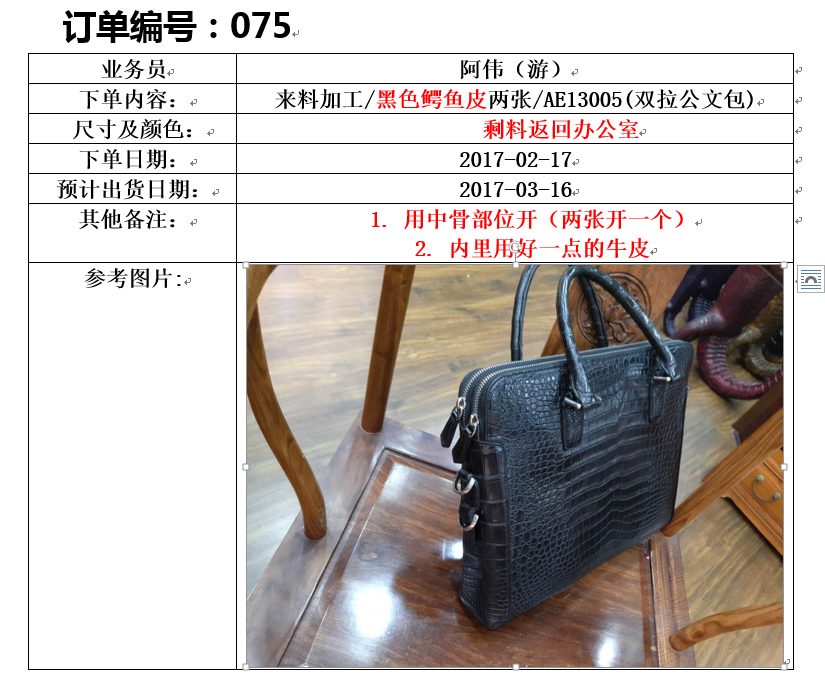 订单编号：075
业务员 阿伟（游）
下单内容： 来料加工/黑色鳄鱼皮两张/AE13005(双拉公文包)
尺寸及颜色： 剩料返回办公室
下单日期： 2017-02-17
预计出货日期： 2017-03-16
其他备注： 1. 用中骨部位开（两张开一个）
2. 内里用好一点的牛皮
参考图片: